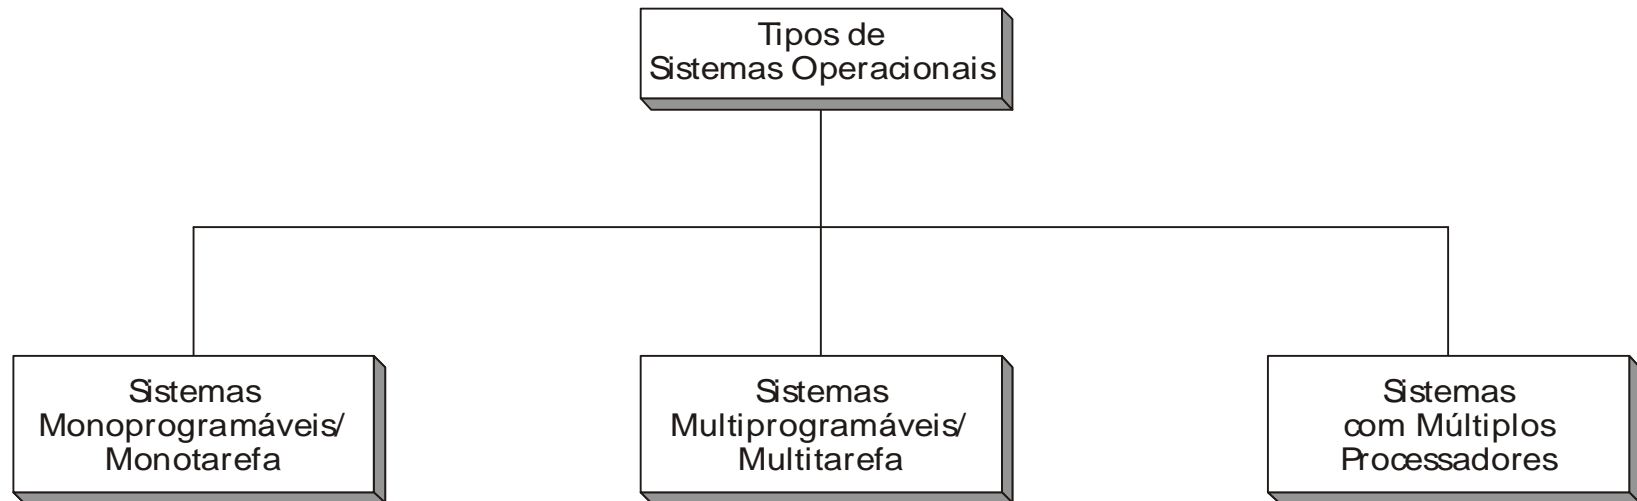 Tipos de
Sistemas Operacionais
Sistemas
Monoprogramáveis/
Monotarefa
Sistemas
Multiprogramáveis/
Multitarefa
Sistemas
com Múltiplos
Processadores